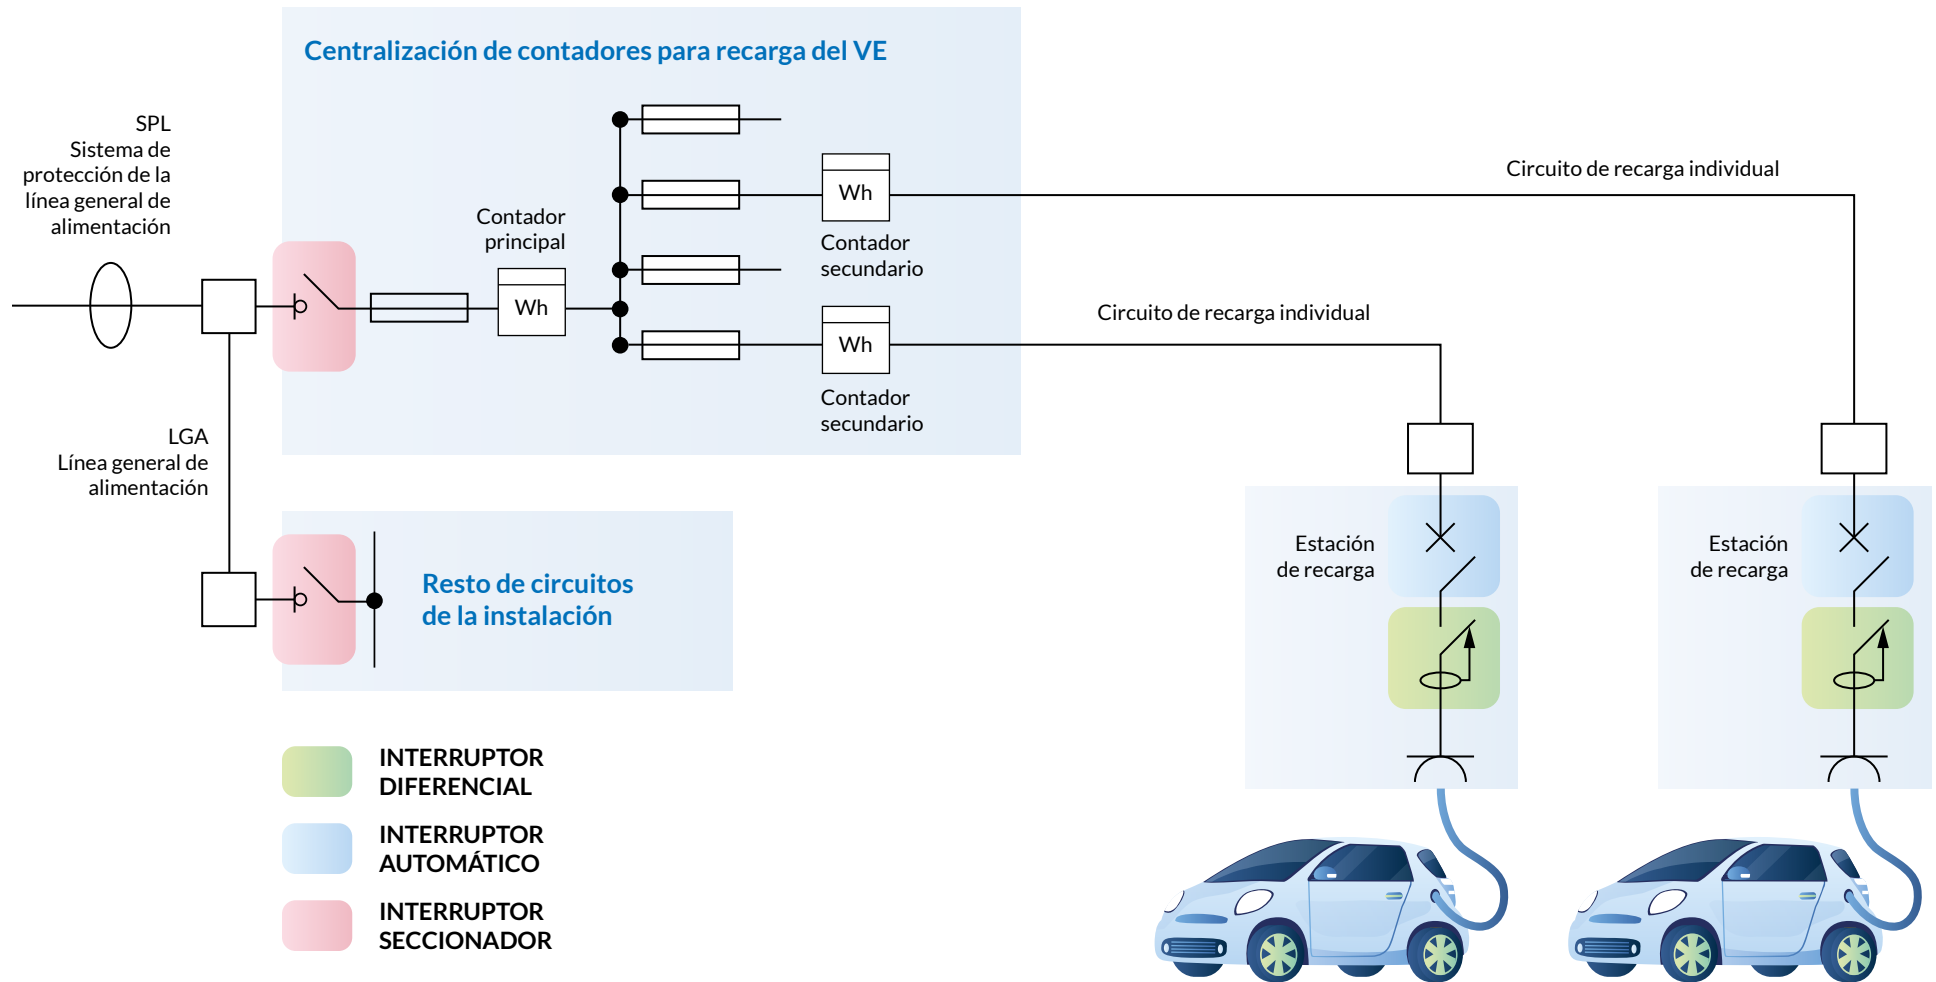 Centralización de contadores para recarga del VE
SPL
Sistema de
protección de la
línea general de
alimentación
Contador
principal
Wh
Wh
Contador
secundario
Wh
Contador
secundario
Circuito de recarga individual
Circuito de recarga individual
LGA
Línea general de
alimentación
Resto de circuitos
de la instalación
Estación
de recarga
Estación
de recarga
INTERRUPTOR
DIFERENCIAL
INTERRUPTOR
AUTOMÁTICO
INTERRUPTOR
SECCIONADOR